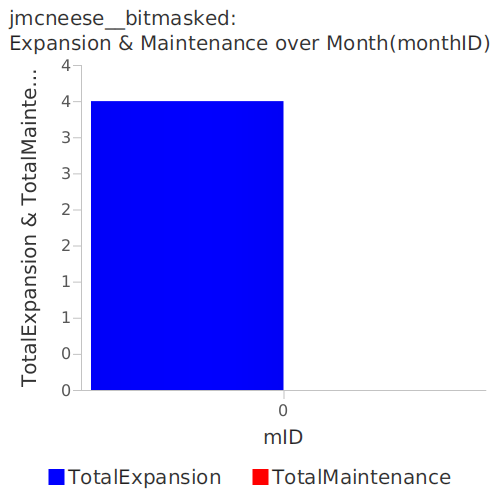 jmcneese__bitmasked:
Expansion & Maintenance over Month(monthID)
TotalExpansion & TotalMainte...
4
4
3
3
2
2
1
1
0
0
0
mID
TotalExpansion
TotalMaintenance